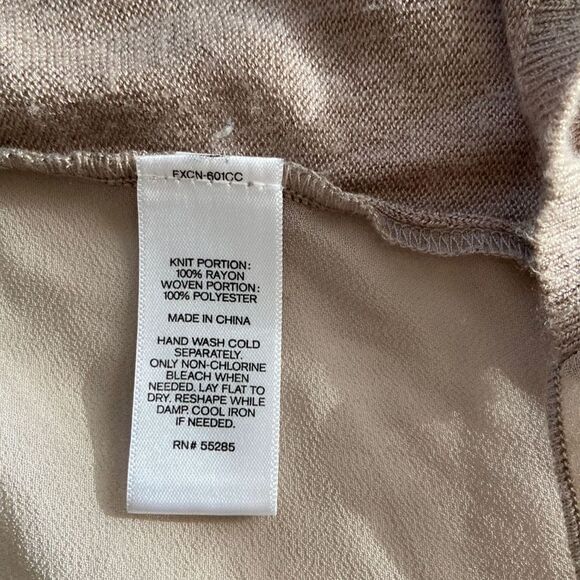 EXCN-601CC
KNIT PORTION:
100% RAYON
WOVEN PORTION:
100% POLYESTER
MADE IN CHINA
HAND WASH COLD
SEPARATELY.
ONLY NON-CHLORINE
BLEACH WHEN
NEEDED. LAY FLAT TO
DRY. RESHAPE WHILE
DAMP. COOL IRON
IF NEEDED.
RN# 55285